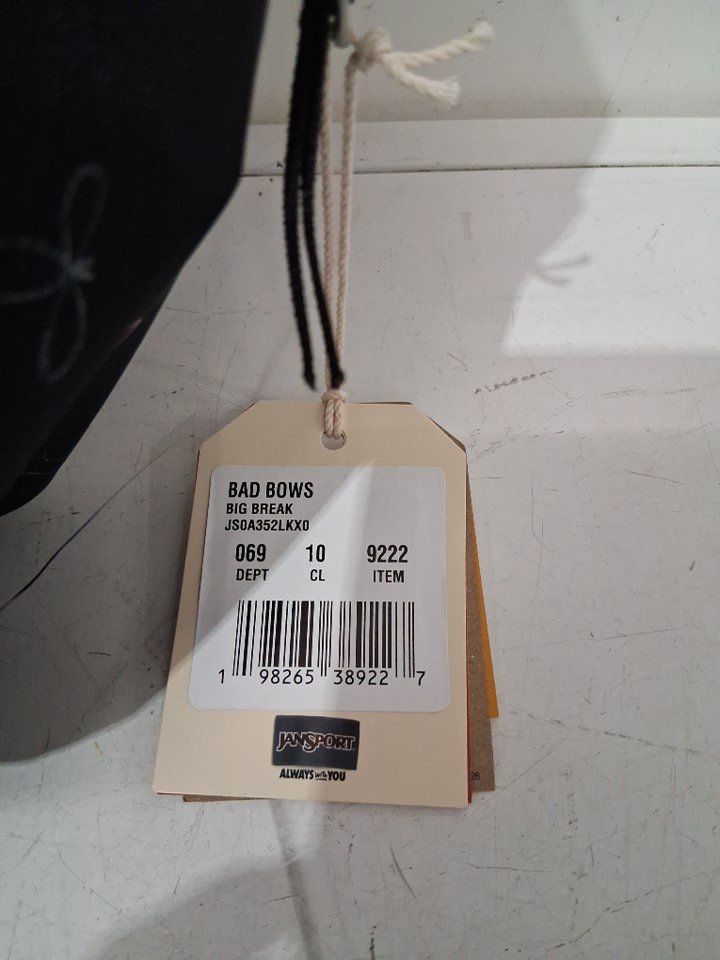 BAD BOWS
BIG BREAK
JS0A352LKX0
069 10 9222
DEPT CL ITEM
1 98265 38922 7
JANSPORT
ALWAYS with YOU
26